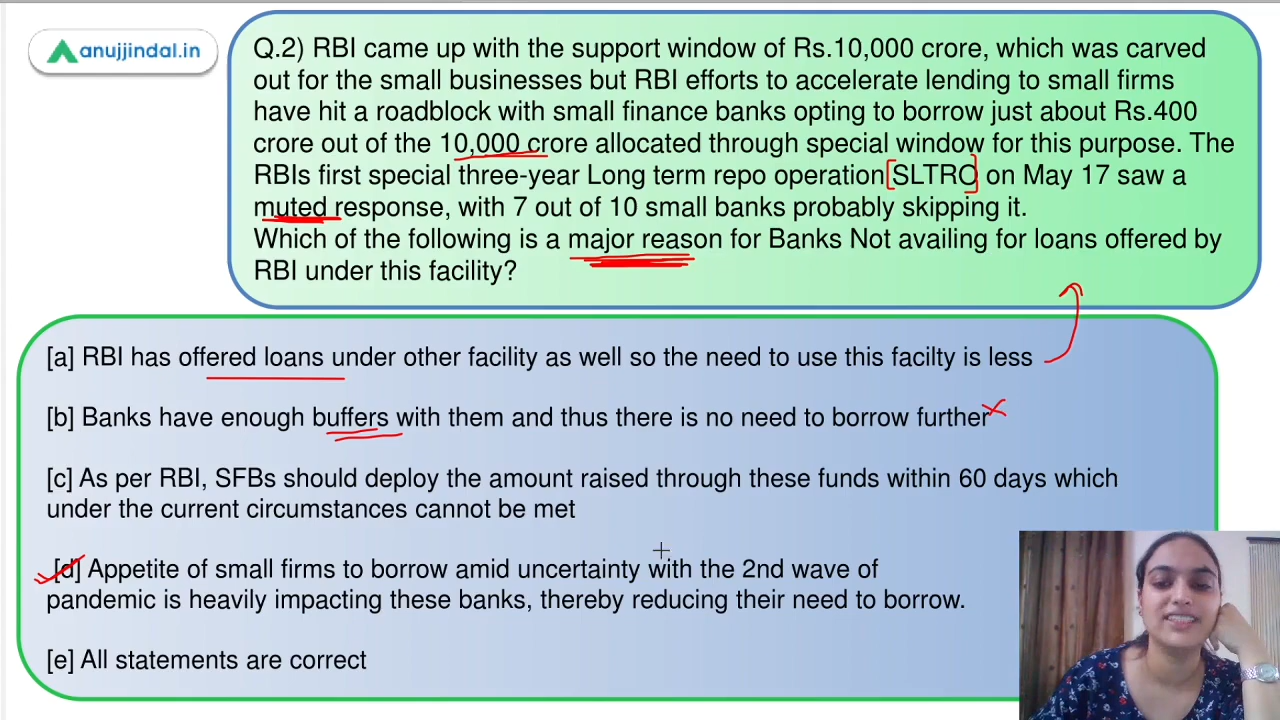 anujjindal.in
Q.2) RBI came up with the support window of Rs.10,000 crore, which was carved
out for the small businesses but RBI efforts to accelerate lending to small firms
have hit a roadblock with small finance banks opting to borrow just about Rs.400
crore out of the 10,000 crore allocated through special window for this purpose. The
RBIs first special three-year Long term repo operation[SLTRO] on May 17 saw a
muted response, with 7 out of 10 small banks probably skipping it.
Which of the following is a major reason for Banks Not availing for loans offered by
RBI under this facility?
[a] RBI has offered loans under other facility as well so the need to use this facilty is less
[b] Banks have enough buffers with them and thus there is no need to borrow further
[c] As per RBI, SFBs should deploy the amount raised through these funds within 60 days which
under the current circumstances cannot be met
[d] Appetite of small firms to borrow amid uncertainty with the 2nd wave of
pandemic is heavily impacting these banks, thereby reducing their need to borrow.
[e] All statements are correct